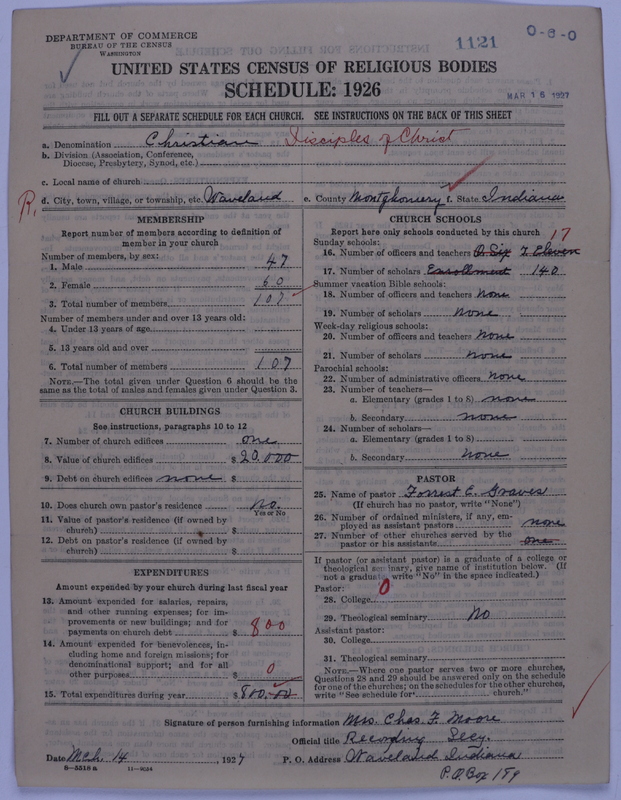 DEPARTMENT OF COMMERCE
BUREAU OF THE CENSUS
WASHINGTON
1121
0-6-0
MAR 16 1927
UNITED STATES CENSUS OF RELIGIOUS BODIES
SCHEDULE: 1926
FILL OUT A SEPARATE SCHEDULE FOR EACH CHURCH. SEE INSTRUCTIONS ON THE BACK OF THIS SHEET
a. Denomination Christian Disciples of Christ
b. Division (Association, Conference,
Diocese, Presbytery, Synod, etc.)
c. Local name of church
R. d. City, town, village, or township, etc. Waveland e. County Montgomery f. State Indiana
MEMBERSHIP
Report number of members according to definition of
member in your church
Number of members, by sex:
1. Male 47
2. Female 60
3. Total number of members 107
Number of members under and over 13 years old:
4. Under 13 years of age
5. 13 years old and over
6. Total number of members 107
NOTE.—The total given under Question 6 should be the
same as the total of males and females given under Question 3.
CHURCH BUILDINGS
See instructions, paragraphs 10 to 12
7. Number of church edifices one
8. Value of church edifices $20,000
9. Debt on church edifices none $
10. Does church own pastor's residence No.
Yes or No
11. Value of pastor's residence (if owned by
church) $
12. Debt on pastor's residence (if owned by
church) $
EXPENDITURES
Amount expended by your church during last fiscal year
13. Amount expended for salaries, repairs,
and other running expenses; for im-
provements or new buildings; and for
payments on church debt $ 800
14. Amount expended for benevolences, in-
cluding home and foreign missions; for
denominational support; and for all
other purposes $ 0
15. Total expenditures during year $800.00
CHURCH SCHOOLS
Report here only schools conducted by this church 17
Sunday schools:
16. Number of officers and teachers O. Six T. Eleven
17. Number of scholars Enrollment 140
Summer vacation Bible schools:
18. Number of officers and teachers None
19. Number of scholars None
Week-day religious schools:
20. Number of officers and teachers None
21. Number of scholars None
Parochial schools:
22. Number of administrative officers None
23. Number of teachers—
a. Elementary (grades 1 to 8) none
b. Secondary none
24. Number of scholars—
a. Elementary (grades 1 to 8)
b. Secondary None
PASTOR
25. Name of pastor Forrest E. Graves
(If church has no pastor, write "None")
26. Number of ordained ministers, if any, em-
ployed as assistant pastors none
27. Number of other churches served by the
pastor or his assistants one
If pastor (or assistant pastor) is a graduate of a college or
theological seminary, give name of institution below. (If
not a graduate write "No" in the space indicated.)
Pastor: 0
28. College
29. Theological seminary No
Assistant pastor:
30. College
31. Theological seminary
NOTE.—Where one pastor serves two or more churches,
Questions 28 and 29 should be answered only on the schedule
for one of the churches; on the schedules for the other churches,
write "See schedule for church."
Signature of person furnishing information Mrs. Chas. F. Moore
Official title Recording Secy.
Date Mch 14, 1927 P. O. Address Waveland Indiana
8—5518 a 11—9024 P.O. Box 189